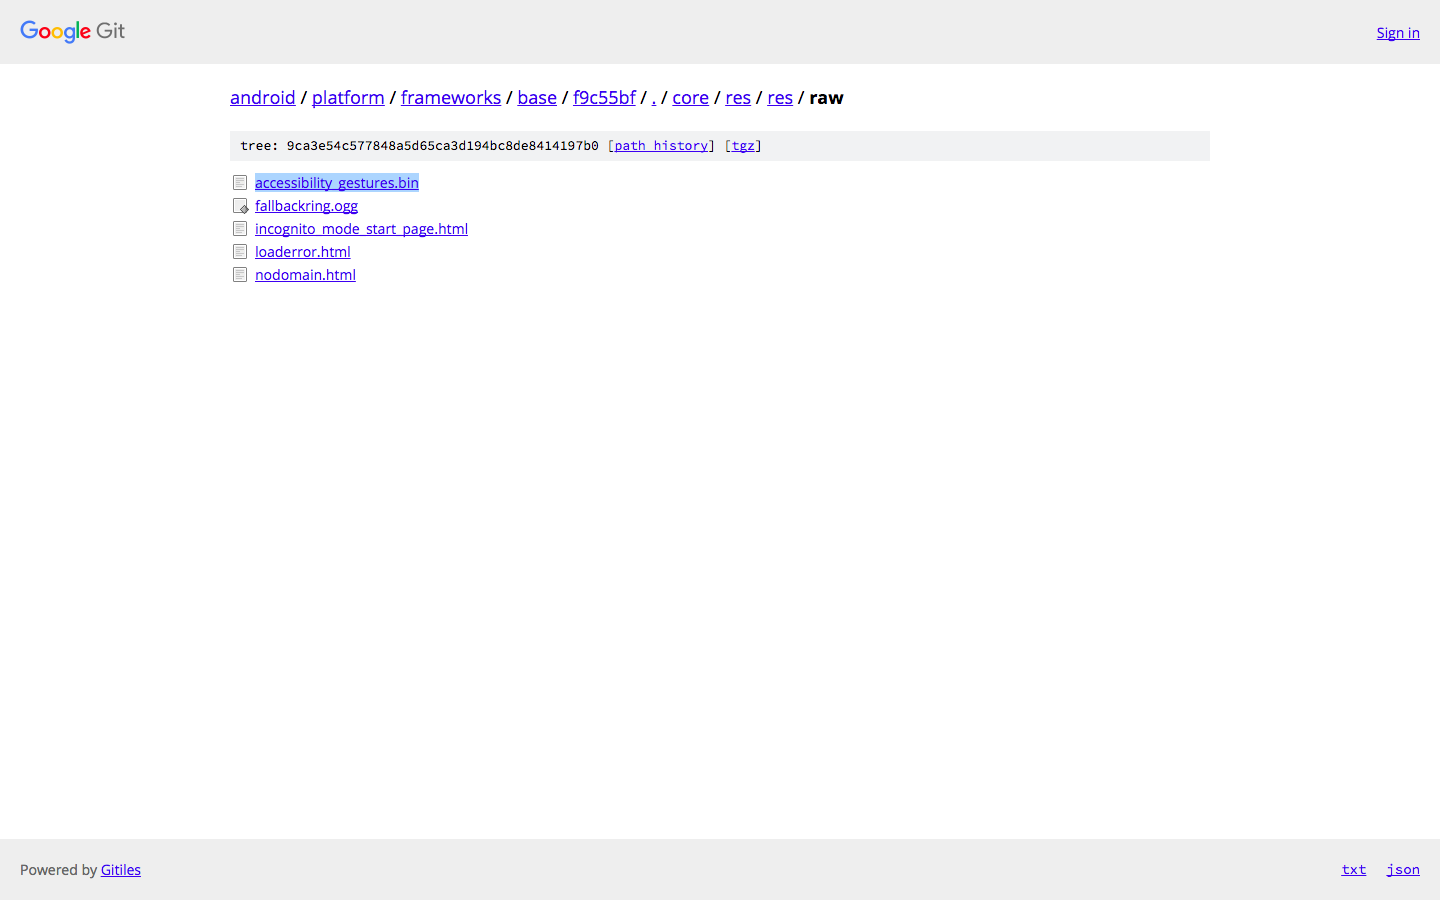 Google Git
Sign in
android / platform / frameworks / base / f9c55bf / . / core / res / res / raw
tree: 9ca3e54c577848a5d65ca3d194bc8de8414197b0 [path history] [tgz]
accessibility_gestures.bin
fallbackring.ogg
incognito_mode_start_page.html
loaderror.html
nodomain.html
Powered by Gitiles
txt json